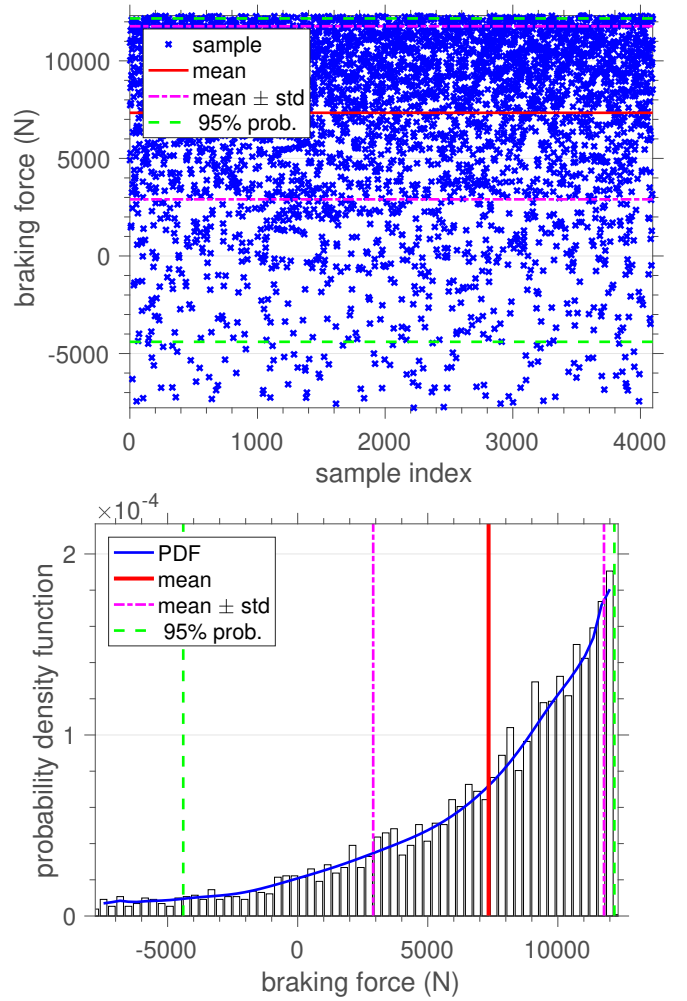 10000
5000
0
-5000
braking force (N)
sample
mean
mean ± std
95% prob.
0 1000 2000 3000 4000
sample index
×10-4
2
1
0
probability density function
PDF
mean
mean ± std
95% prob.
-5000 0 5000 10000
braking force (N)